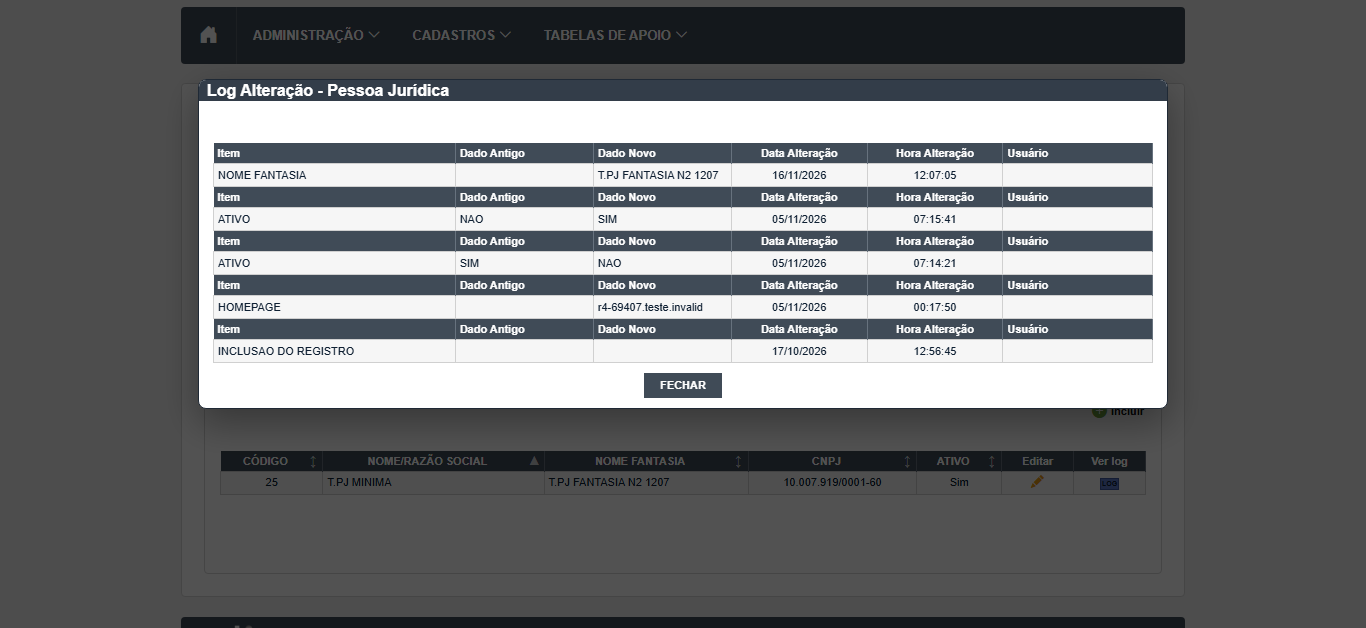 ADMINISTRAÇÃO CADASTROS TABELAS DE APOIO
Log Alteração - Pessoa Jurídica
Item Dado Antigo Dado Novo Data Alteração Hora Alteração Usuário
NOME FANTASIA T.PJ FANTASIA N2 1207 16/11/2026 12:07:05
Item Dado Antigo Dado Novo Data Alteração Hora Alteração Usuário
ATIVO NAO SIM 05/11/2026 07:15:41
Item Dado Antigo Dado Novo Data Alteração Hora Alteração Usuário
ATIVO SIM NAO 05/11/2026 07:14:21
Item Dado Antigo Dado Novo Data Alteração Hora Alteração Usuário
HOMEPAGE r4-69407.teste.invalid 05/11/2026 00:17:50
Item Dado Antigo Dado Novo Data Alteração Hora Alteração Usuário
INCLUSAO DO REGISTRO 17/10/2026 12:56:45
FECHAR
Incluir
CÓDIGO NOME/RAZÃO SOCIAL NOME FANTASIA CNPJ ATIVO Editar Ver log
25 T.PJ MINIMA T.PJ FANTASIA N2 1207 10.007.919/0001-60 Sim LOG